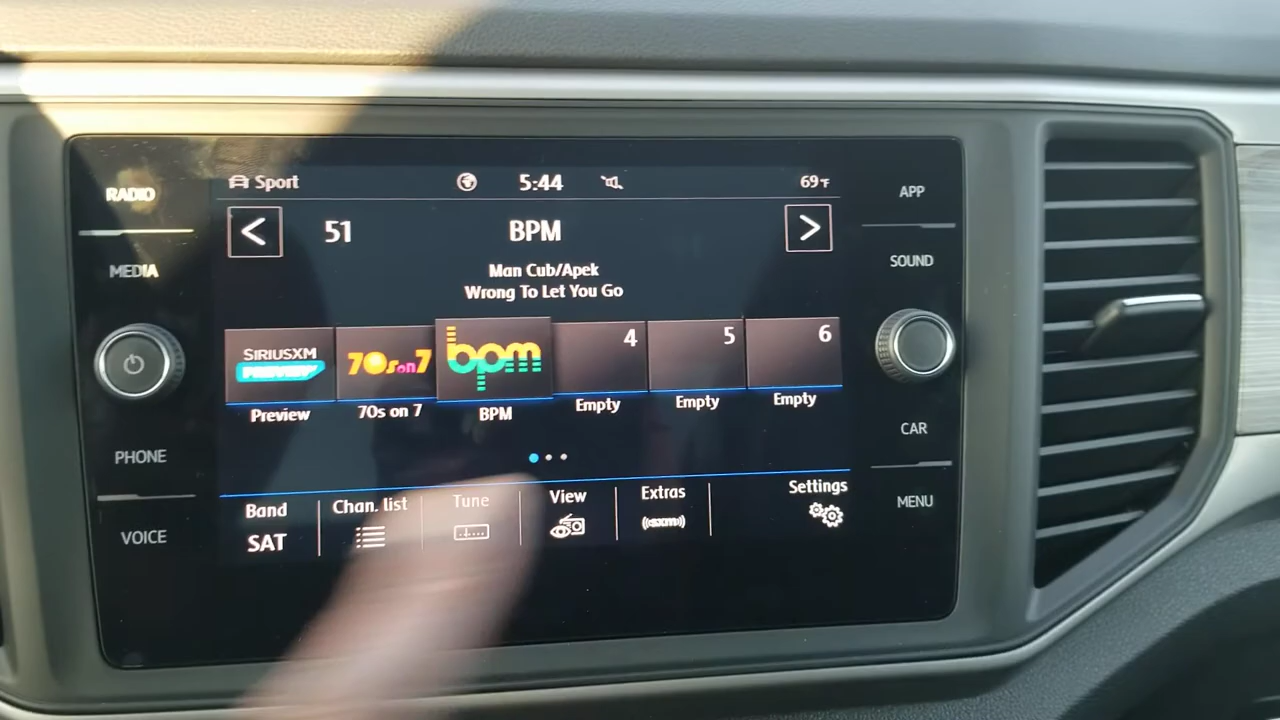 RADIO
MEDIA
PHONE
VOICE
Sport
5:44
69°F
<
51
BPM
>
Man Cub/Apek
Wrong To Let You Go
SIRIUSXM
PREVIEW
70s on 7
bpm
4
5
6
Preview
70s on 7
BPM
Empty
Empty
Empty
Band
SAT
Chan. list
Tune
View
Extras
((SXM))
Settings
APP
SOUND
CAR
MENU